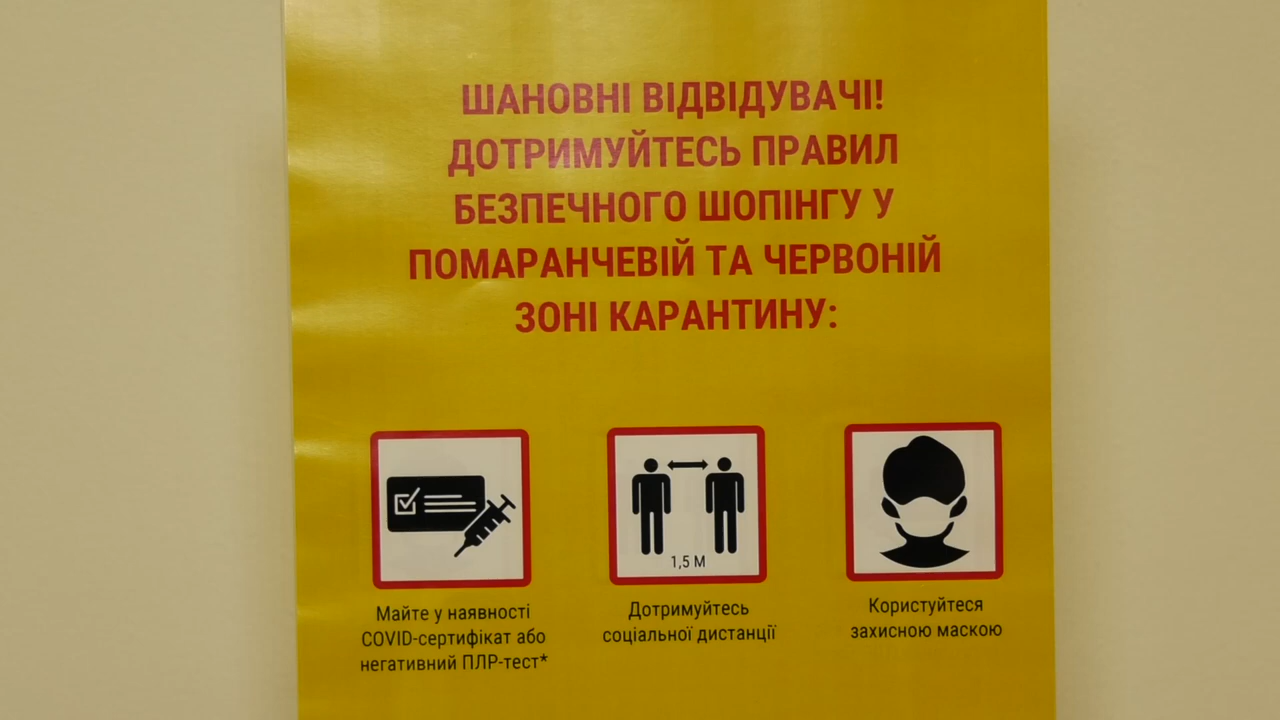 ШАНОВНІ ВІДВІДУВАЧІ!
ДОТРИМУЙТЕСЬ ПРАВИЛ
БЕЗПЕЧНОГО ШОПІНГУ У
ПОМАРАНЧЕВІЙ ТА ЧЕРВОНІЙ
ЗОНІ КАРАНТИНУ:
1,5 М
Майте у наявності
COVID-сертифікат або
негативний ПЛР-тест*
Дотримуйтесь
соціальної дистанції
Користуйтеся
захисною маскою